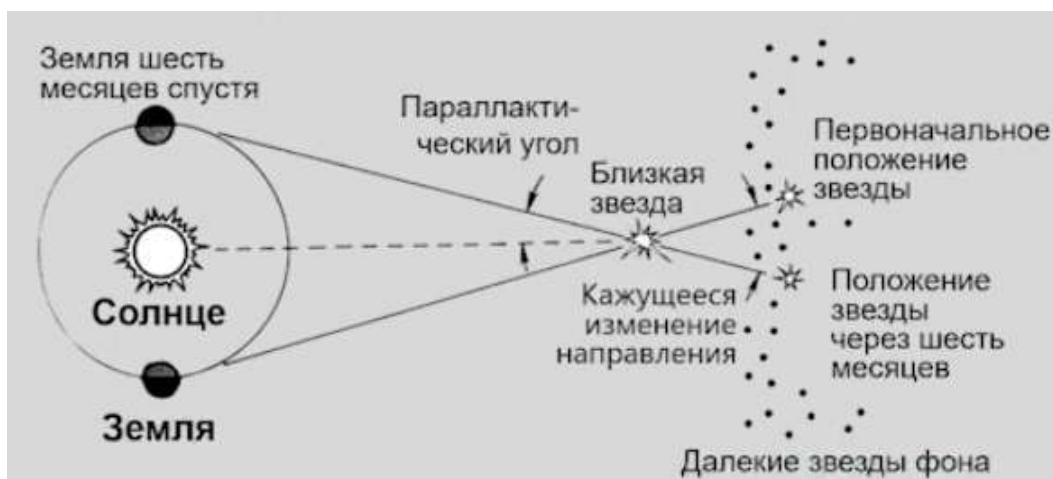 Земля шесть
месяцев спустя
Параллакти-
ческий угол
Близкая
звезда
Первоначальное
положение
звезды
Солнце
Кажущееся
изменение
направления
Положение
звезды
через шесть
месяцев
Земля
Далекие звезды фона